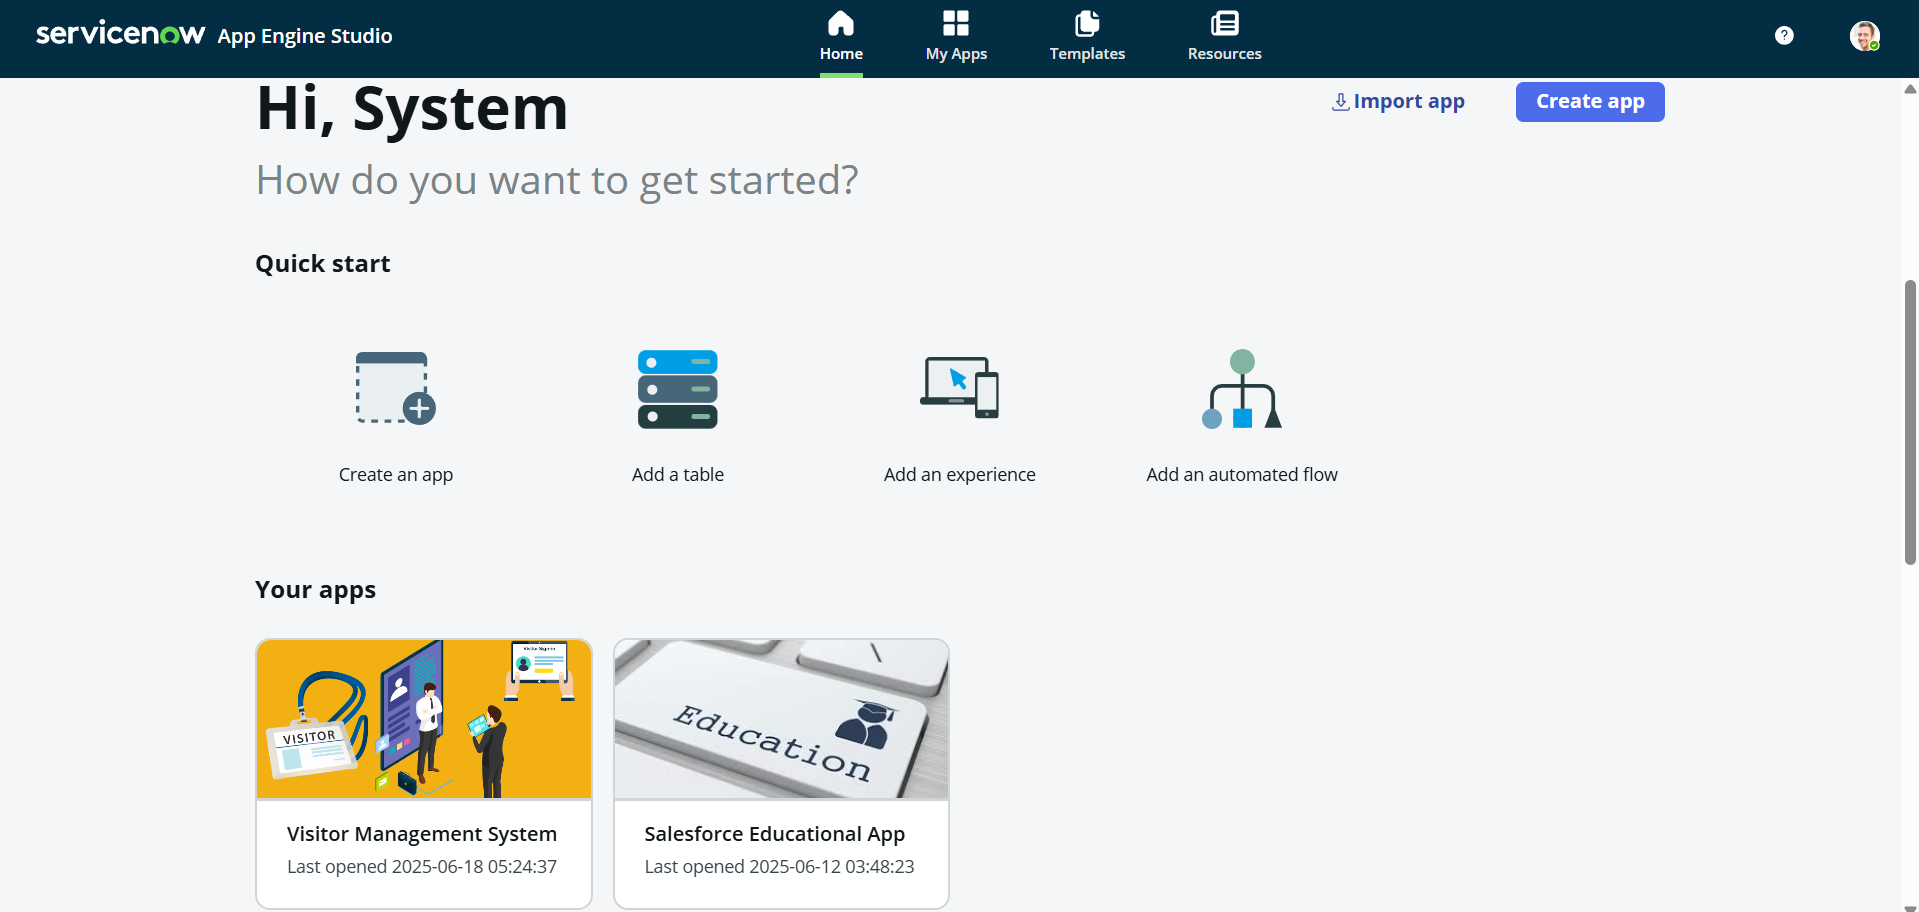 servicenow App Engine Studio
Home
My Apps
Templates
Resources
?
Hi, System
Import app
Create app
How do you want to get started?
Quick start
Create an app
Add a table
Add an experience
Add an automated flow
Your apps
VISITOR
Visitor Sign-in
Education
Visitor Management System
Last opened 2025-06-18 05:24:37
Salesforce Educational App
Last opened 2025-06-12 03:48:23